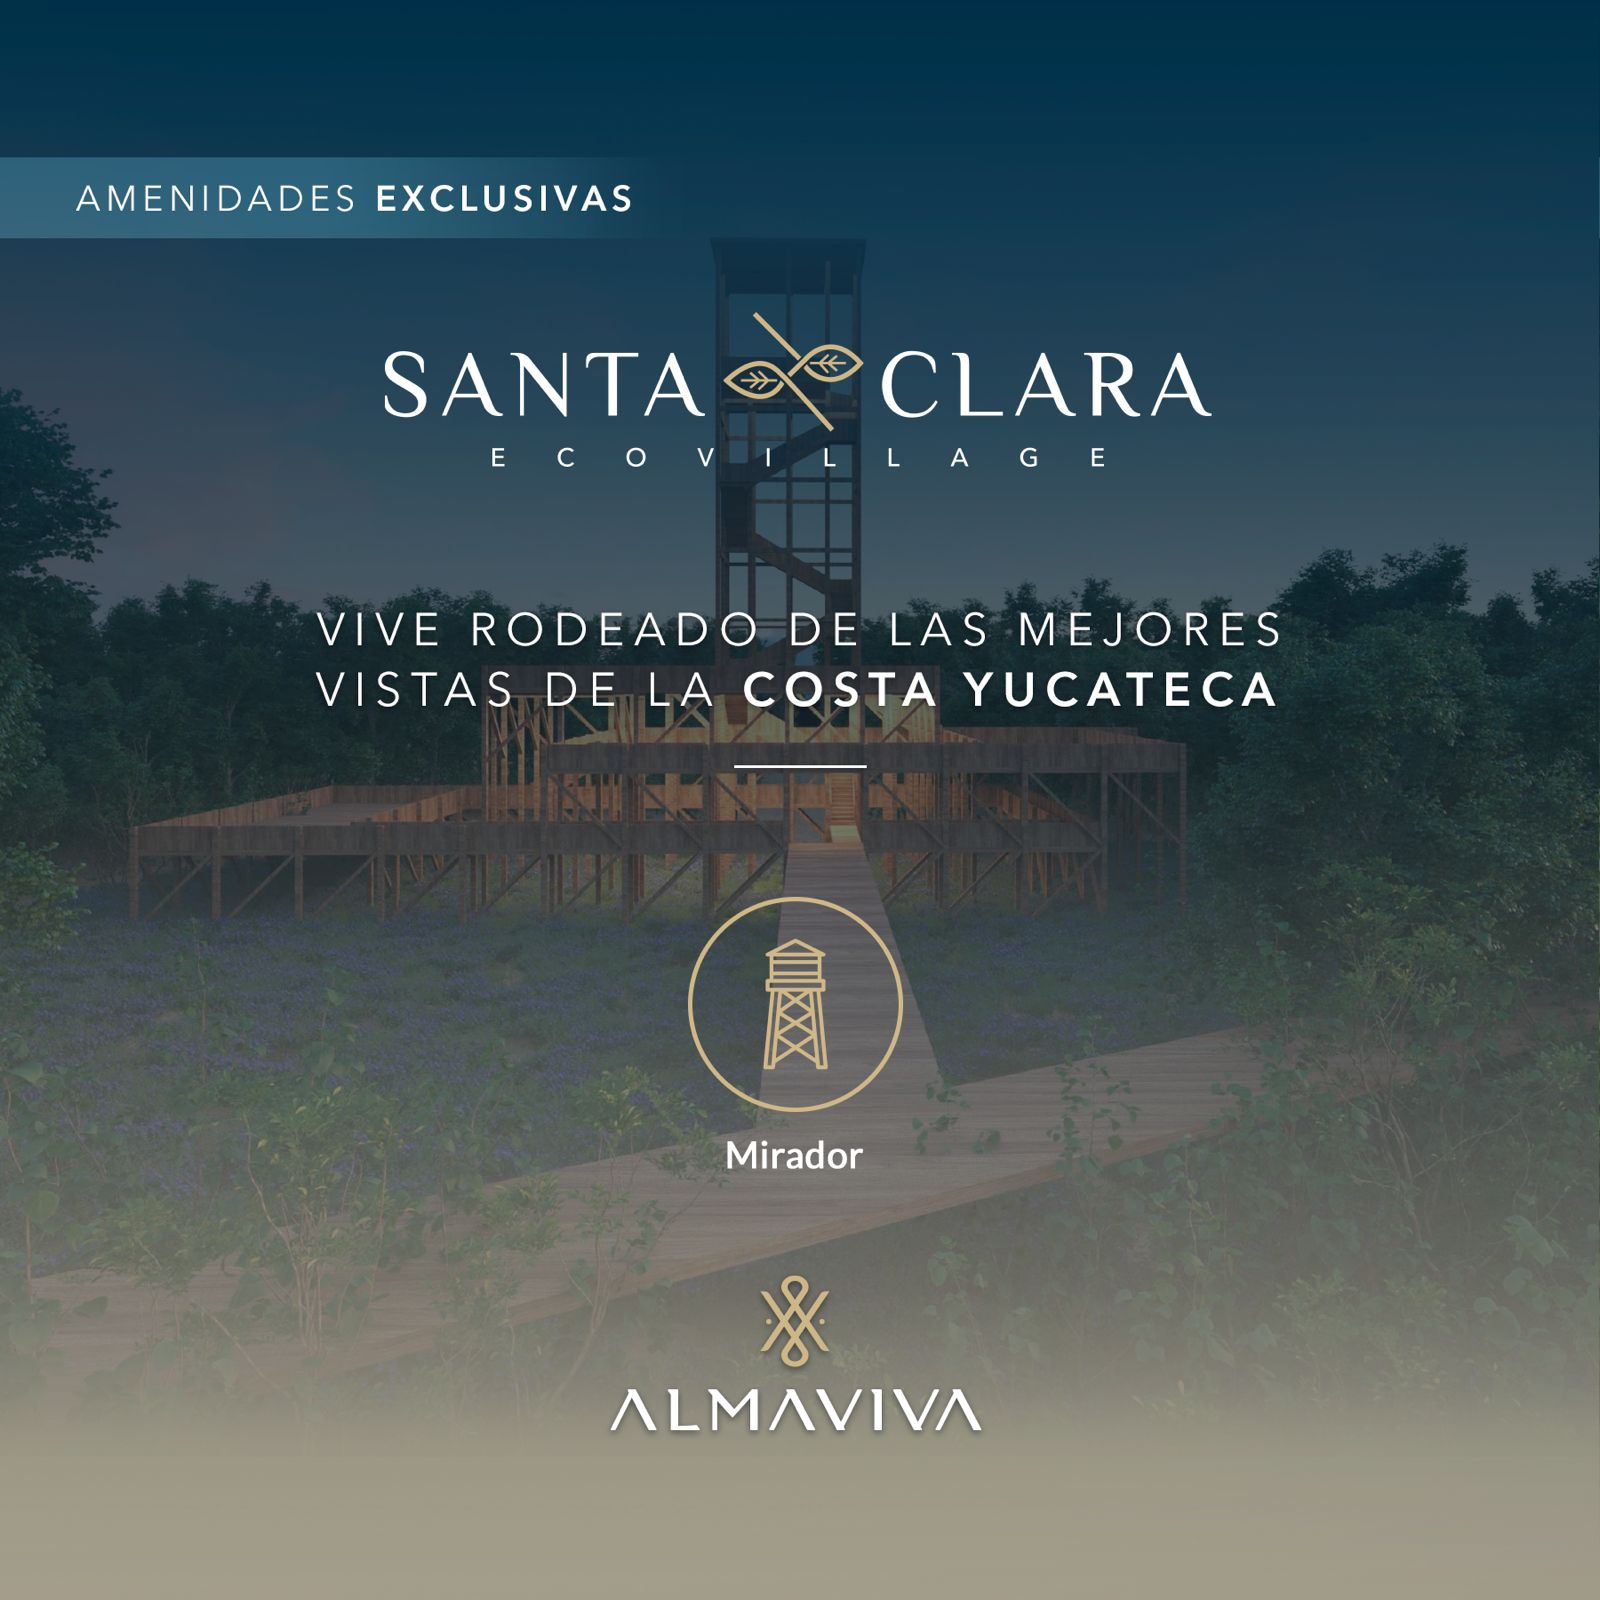 AMENIDADES EXCLUSIVAS
SANTA CLARA
ECOVILLAGE
VIVE RODEADO DE LAS MEJORES
VISTAS DE LA COSTA YUCATECA
Mirador
ALMAVIVA